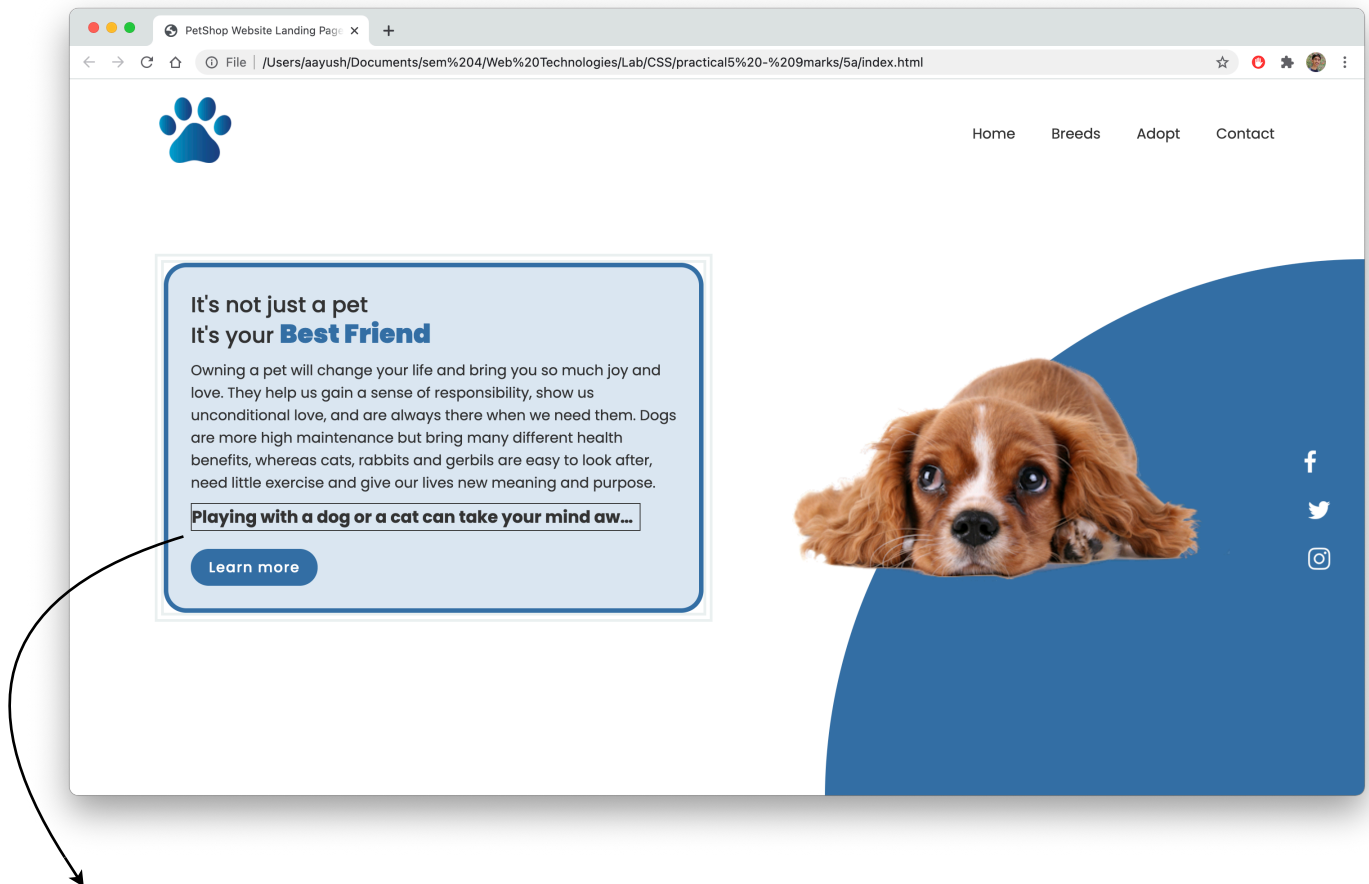 PetShop Website Landing Page
File | /Users/aayush/Documents/sem%204/Web%20Technologies/Lab/CSS/practical5%20-%209marks/5a/index.html
Home Breeds Adopt Contact
It's not just a pet
It's your Best Friend
Owning a pet will change your life and bring you so much joy and
love. They help us gain a sense of responsibility, show us
unconditional love, and are always there when we need them. Dogs
are more high maintenance but bring many different health
benefits, whereas cats, rabbits and gerbils are easy to look after,
need little exercise and give our lives new meaning and purpose.
Playing with a dog or a cat can take your mind aw...
Learn more